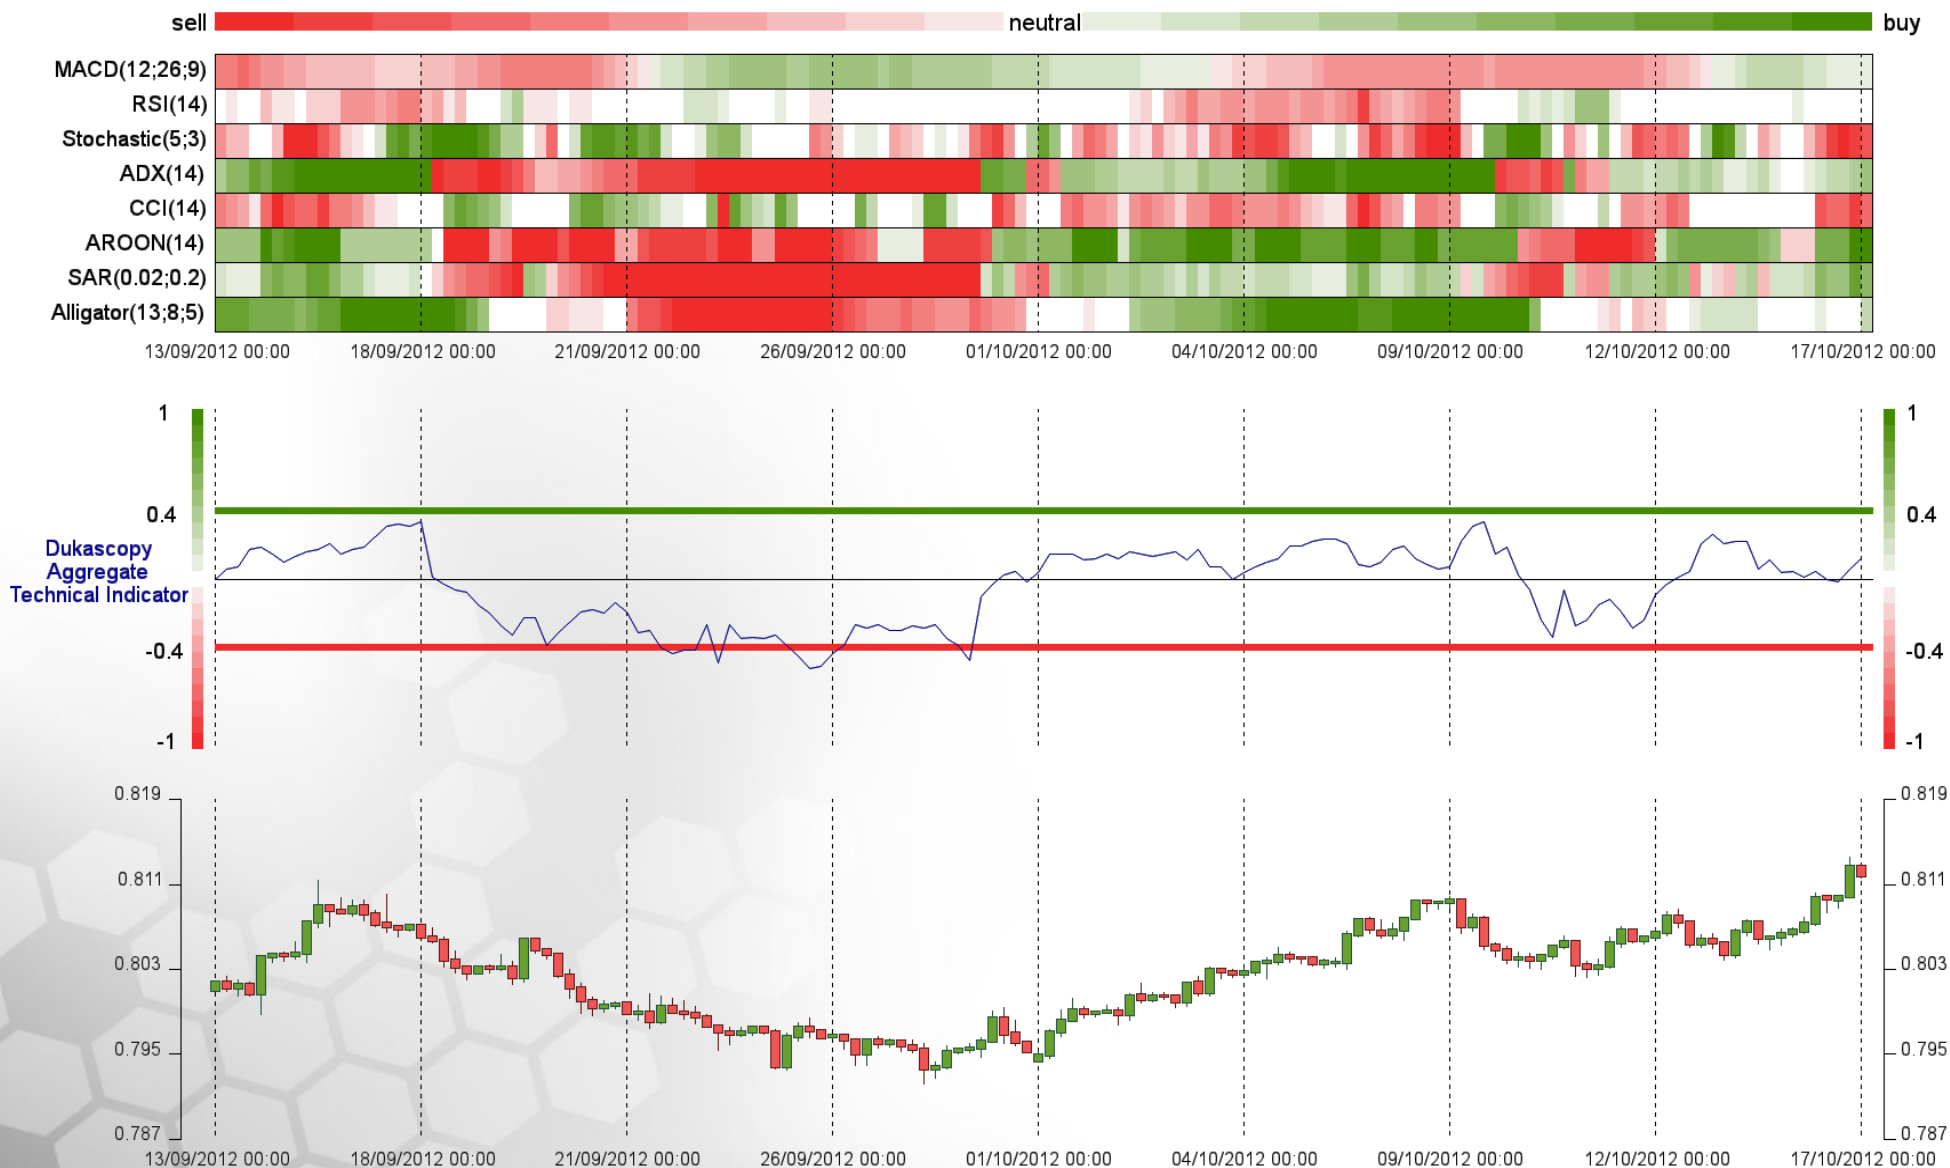 sell neutral buy
MACD(12;26;9)
RSI(14)
Stochastic(5;3)
ADX(14)
CCI(14)
AROON(14)
SAR(0.02;0.2)
Alligator(13;8;5)
13/09/2012 00:00 18/09/2012 00:00 21/09/2012 00:00 26/09/2012 00:00 01/10/2012 00:00 04/10/2012 00:00 09/10/2012 00:00 12/10/2012 00:00 17/10/2012 00:00
1 1
0.4 0.4
Dukascopy
Aggregate
Technical Indicator
-0.4 -0.4
-1 -1
0.819 0.819
0.811 0.811
0.803 0.803
0.795 0.795
0.787 0.787
13/09/2012 00:00 18/09/2012 00:00 21/09/2012 00:00 26/09/2012 00:00 01/10/2012 00:00 04/10/2012 00:00 09/10/2012 00:00 12/10/2012 00:00 17/10/2012 00:00